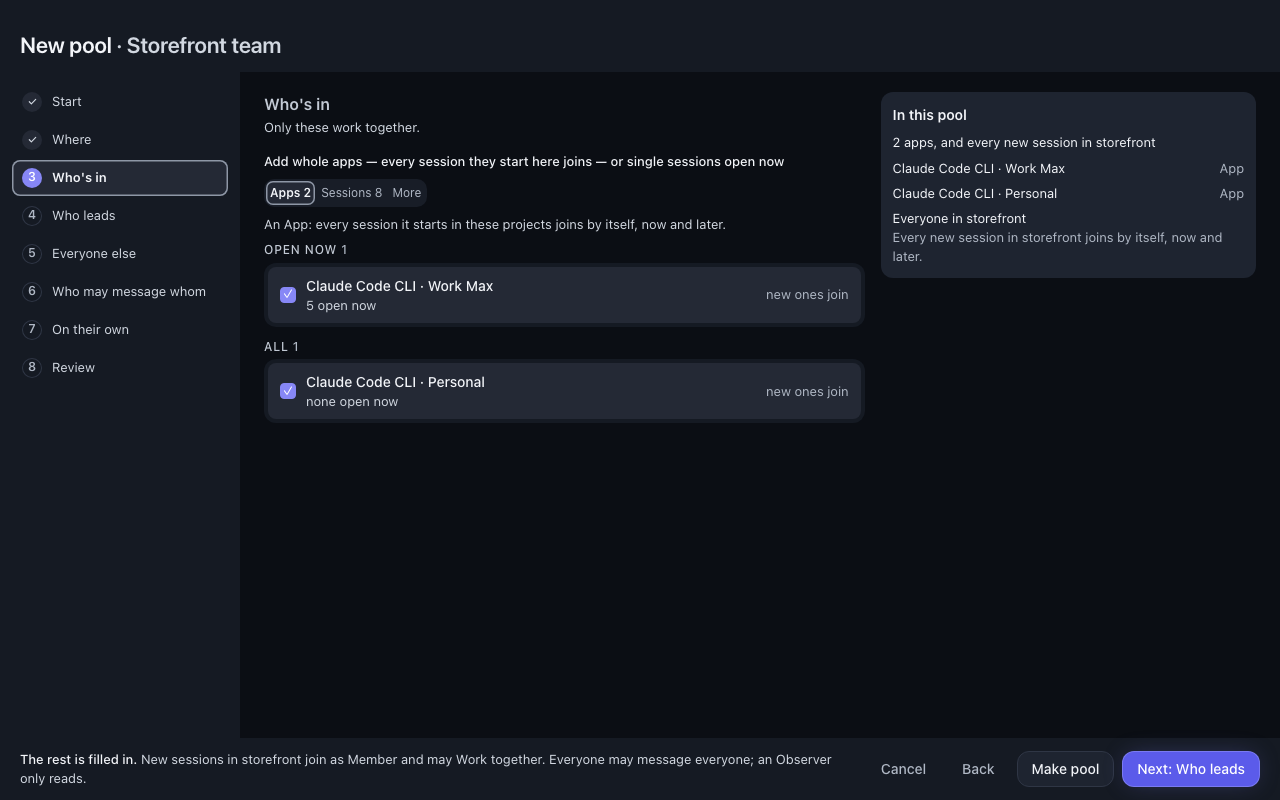 New pool · Storefront team
Start
Where
3 Who's in
4 Who leads
5 Everyone else
6 Who may message whom
7 On their own
8 Review
Who's in
Only these work together.
Add whole apps — every session they start here joins — or single sessions open now
Apps 2 Sessions 8 More
An App: every session it starts in these projects joins by itself, now and later.
OPEN NOW 1
Claude Code CLI · Work Max
5 open now
new ones join
ALL 1
Claude Code CLI · Personal
none open now
new ones join
In this pool
2 apps, and every new session in storefront
Claude Code CLI · Work Max App
Claude Code CLI · Personal App
Everyone in storefront
Every new session in storefront joins by itself, now and
later.
The rest is filled in. New sessions in storefront join as Member and may Work together. Everyone may message everyone; an Observer
only reads.
Cancel Back Make pool Next: Who leads